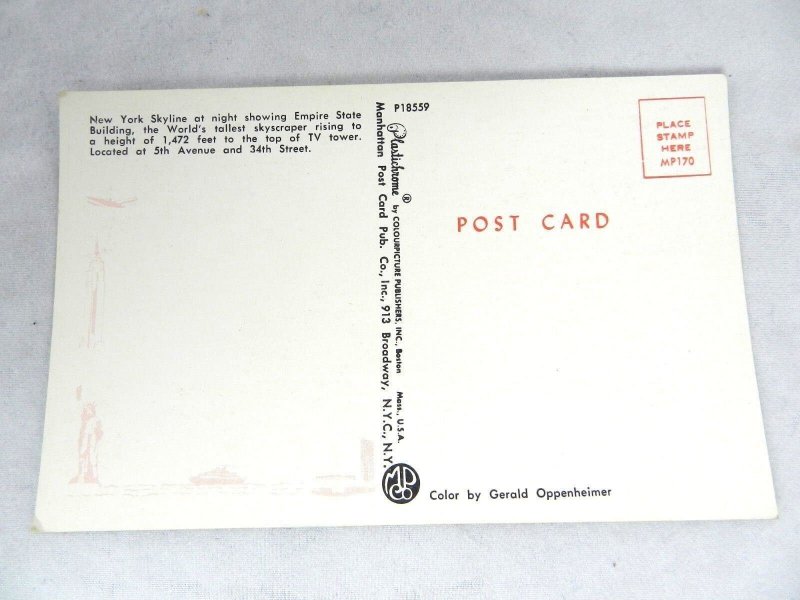 New York Skyline at night showing Empire State
Building, the World's tallest skyscraper rising to
a height of 1,472 feet to the top of TV tower.
Located at 5th Avenue and 34th Street.
P18559
Plastichrome ® by COLOURPICTURE PUBLISHERS, INC., Boston Mass., U.S.A.
Manhattan Post Card Pub. Co., Inc., 913 Broadway, N.Y.C., N.Y.
PLACE
STAMP
HERE
MP170
POST CARD
Color by Gerald Oppenheimer